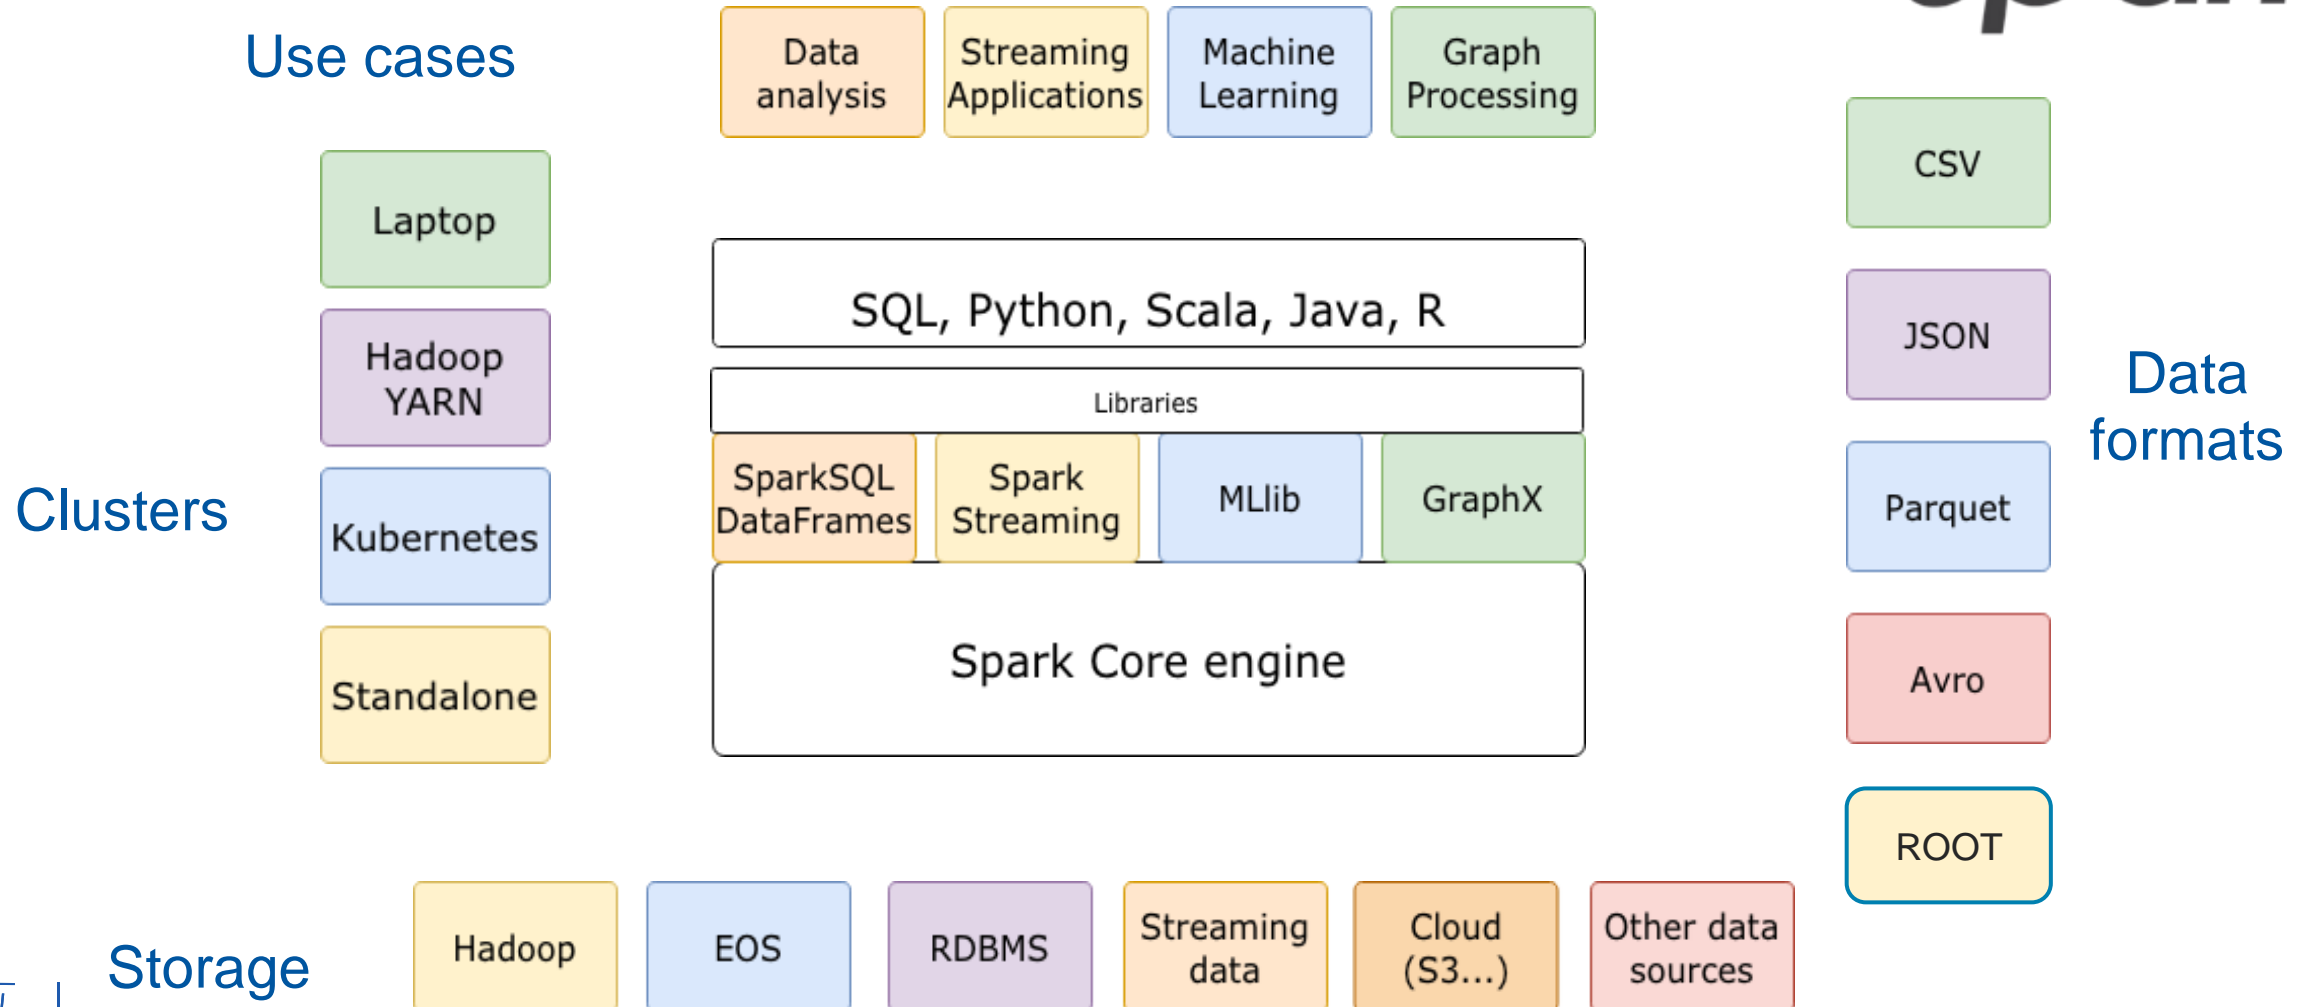 Use cases
Data
analysis
Streaming
Applications
Machine
Learning
Graph
Processing
Laptop
Hadoop
YARN
Kubernetes
Standalone
Clusters
SQL, Python, Scala, Java, R
Libraries
SparkSQL
DataFrames
Spark
Streaming
MLlib
GraphX
Spark Core engine
CSV
JSON
Parquet
Avro
ROOT
Data
formats
Storage
Hadoop
EOS
RDBMS
Streaming
data
Cloud
(S3...)
Other data
sources